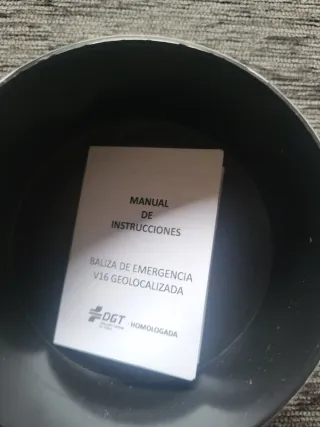 MANUAL
DE
INSTRUCCIONES
BALIZA DE EMERGENCIA
V16 GEOLOCALIZADA
DGT - HOMOLOGADA